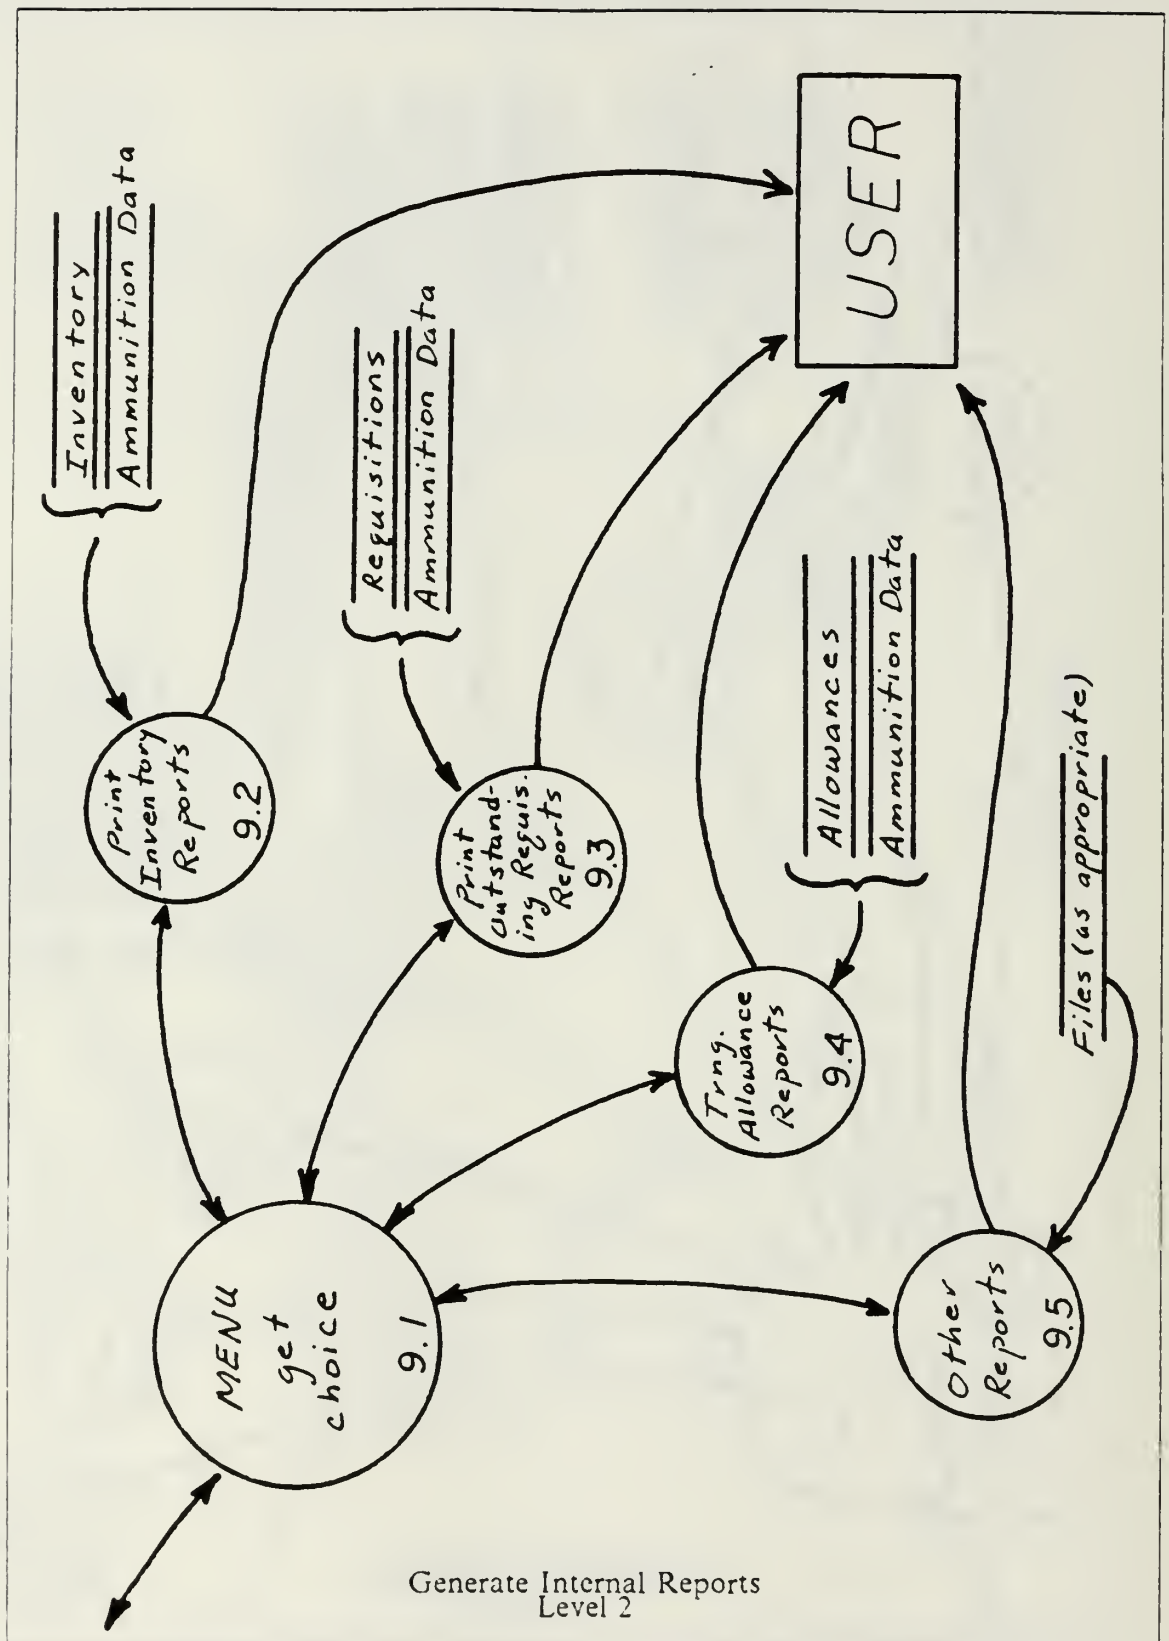 Inventory
Ammunition Data
Requisitions
Ammunition Data
USER
Print
Inventory
Reports
9.2
Print
Outstand-
ing Requis.
Reports
9.3
Allowances
Ammunition Data
Trng.
Allowance
Reports
9.4
Files (as appropriate)
MENU
get
choice
9.1
Other
Reports
9.5
Generate Internal Reports
Level 2